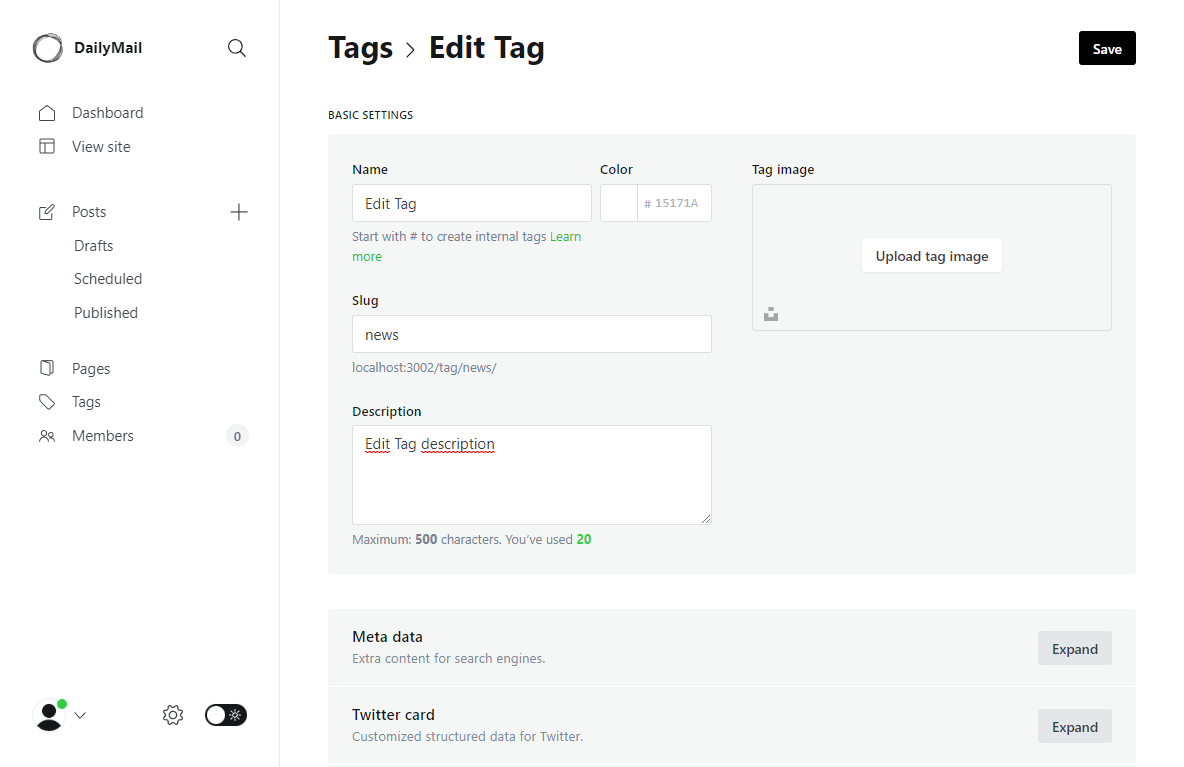 DailyMail
Dashboard
View site
Posts
Drafts
Scheduled
Published
Pages
Tags
Members
0
Tags > Edit Tag
Save
BASIC SETTINGS
Name
Edit Tag
Start with # to create internal tags Learn
more
Color
# 15171A
Slug
news
localhost:3002/tag/news/
Description
Edit Tag description
Maximum: 500 characters. You’ve used 20
Tag image
Upload tag image
Meta data
Extra content for search engines.
Expand
Twitter card
Customized structured data for Twitter.
Expand